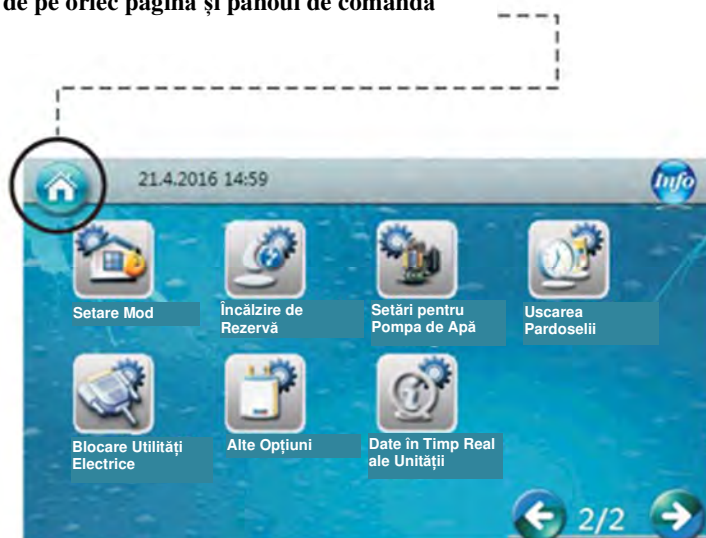 de pe oriec pagină și panoul de comandă
21.4.2016 14:59
Info
Setare Mod
Încălzire de
Rezervă
Setări pentru
Pompa de Apă
Uscarea
Pardoselii
Blocare Utilități
Electrice
Alte Opțiuni
Date în Timp Real
ale Unității
2/2